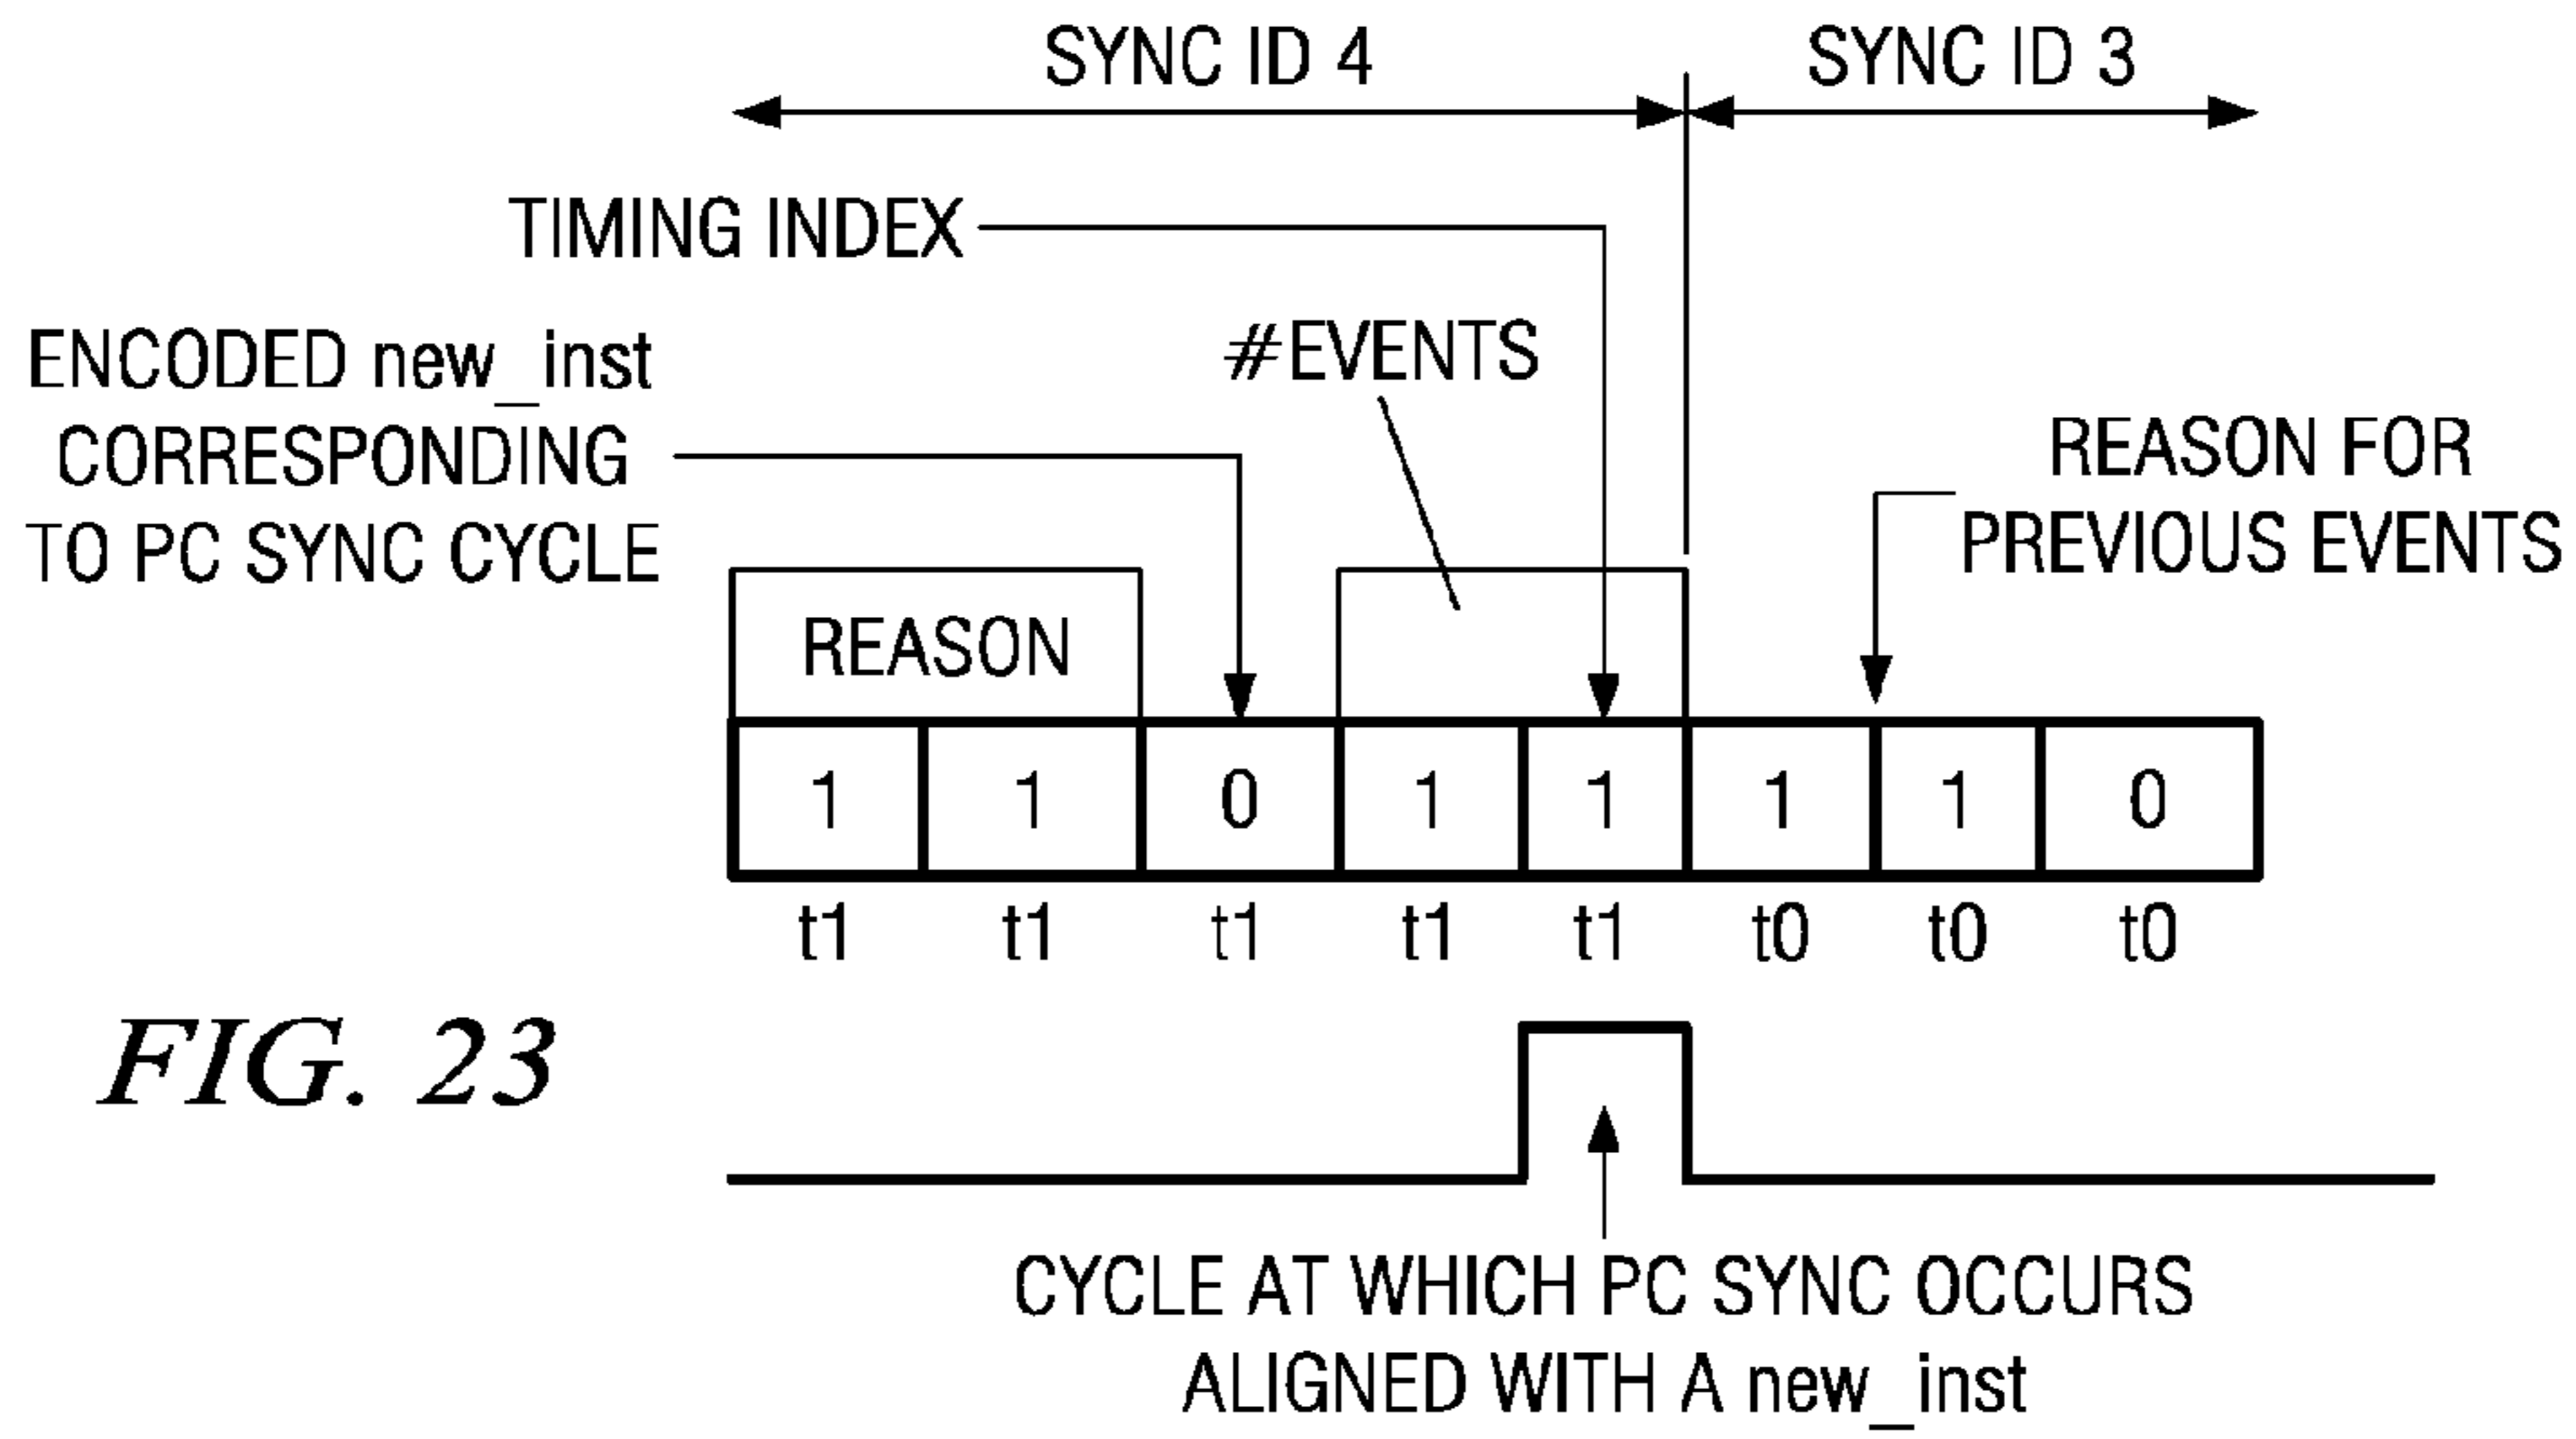 SYNC ID 4 SYNC ID 3
TIMING INDEX
#EVENTS
ENCODED new_inst
CORRESPONDING
TO PC SYNC CYCLE
REASON FOR
PREVIOUS EVENTS
REASON
1 1 0 1 1 1 1 0
t1 t1 t1 t1 t1 t0 t0 t0
FIG. 23
CYCLE AT WHICH PC SYNC OCCURS
ALIGNED WITH A new_inst